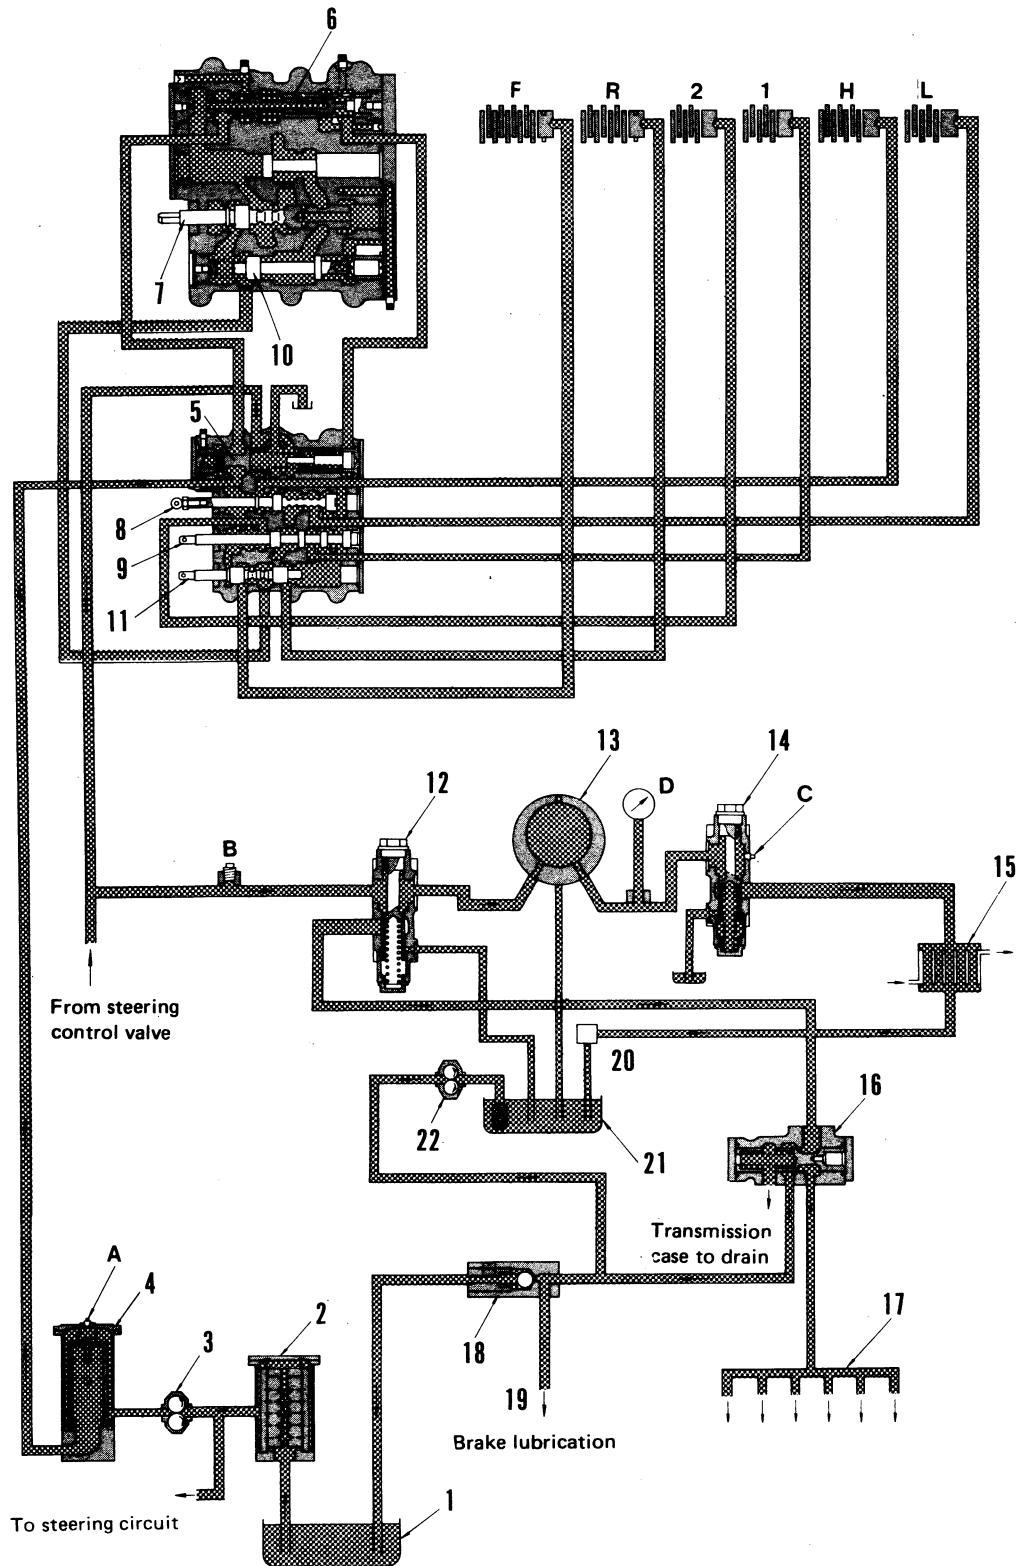 6
F R 2 1 H L
7
10
5
8
9
11
13
14
12
D
C
B
15
From steering
control valve
20
16
22
21
Transmission
case to drain
A
4
2
18
17
3
19
Brake lubrication
1
To steering circuit